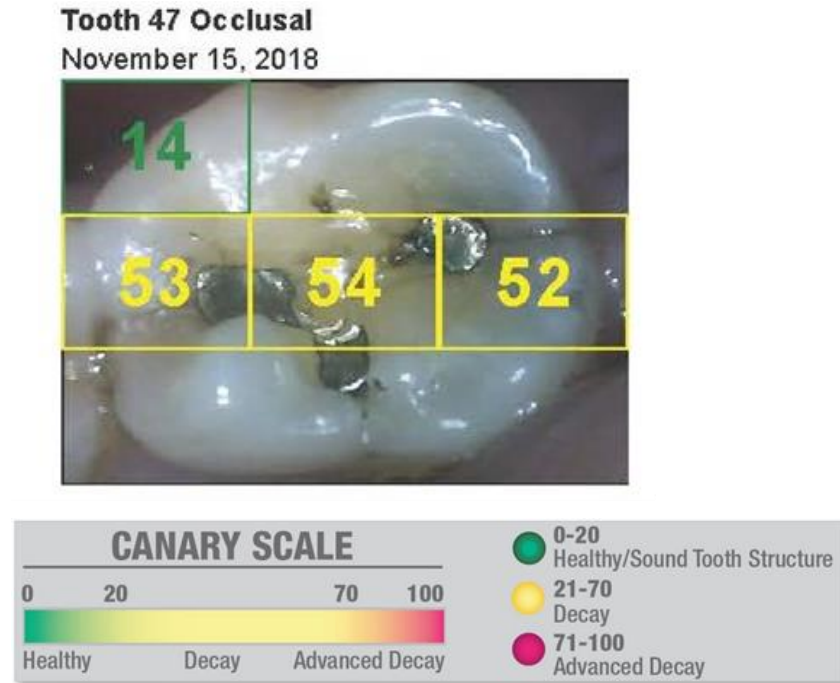 Tooth 47 Occlusal
November 15, 2018
14
53 54 52
CANARY SCALE
0 20 70 100
Healthy Decay Advanced Decay
0-20
Healthy/Sound Tooth Structure
21-70
Decay
71-100
Advanced Decay